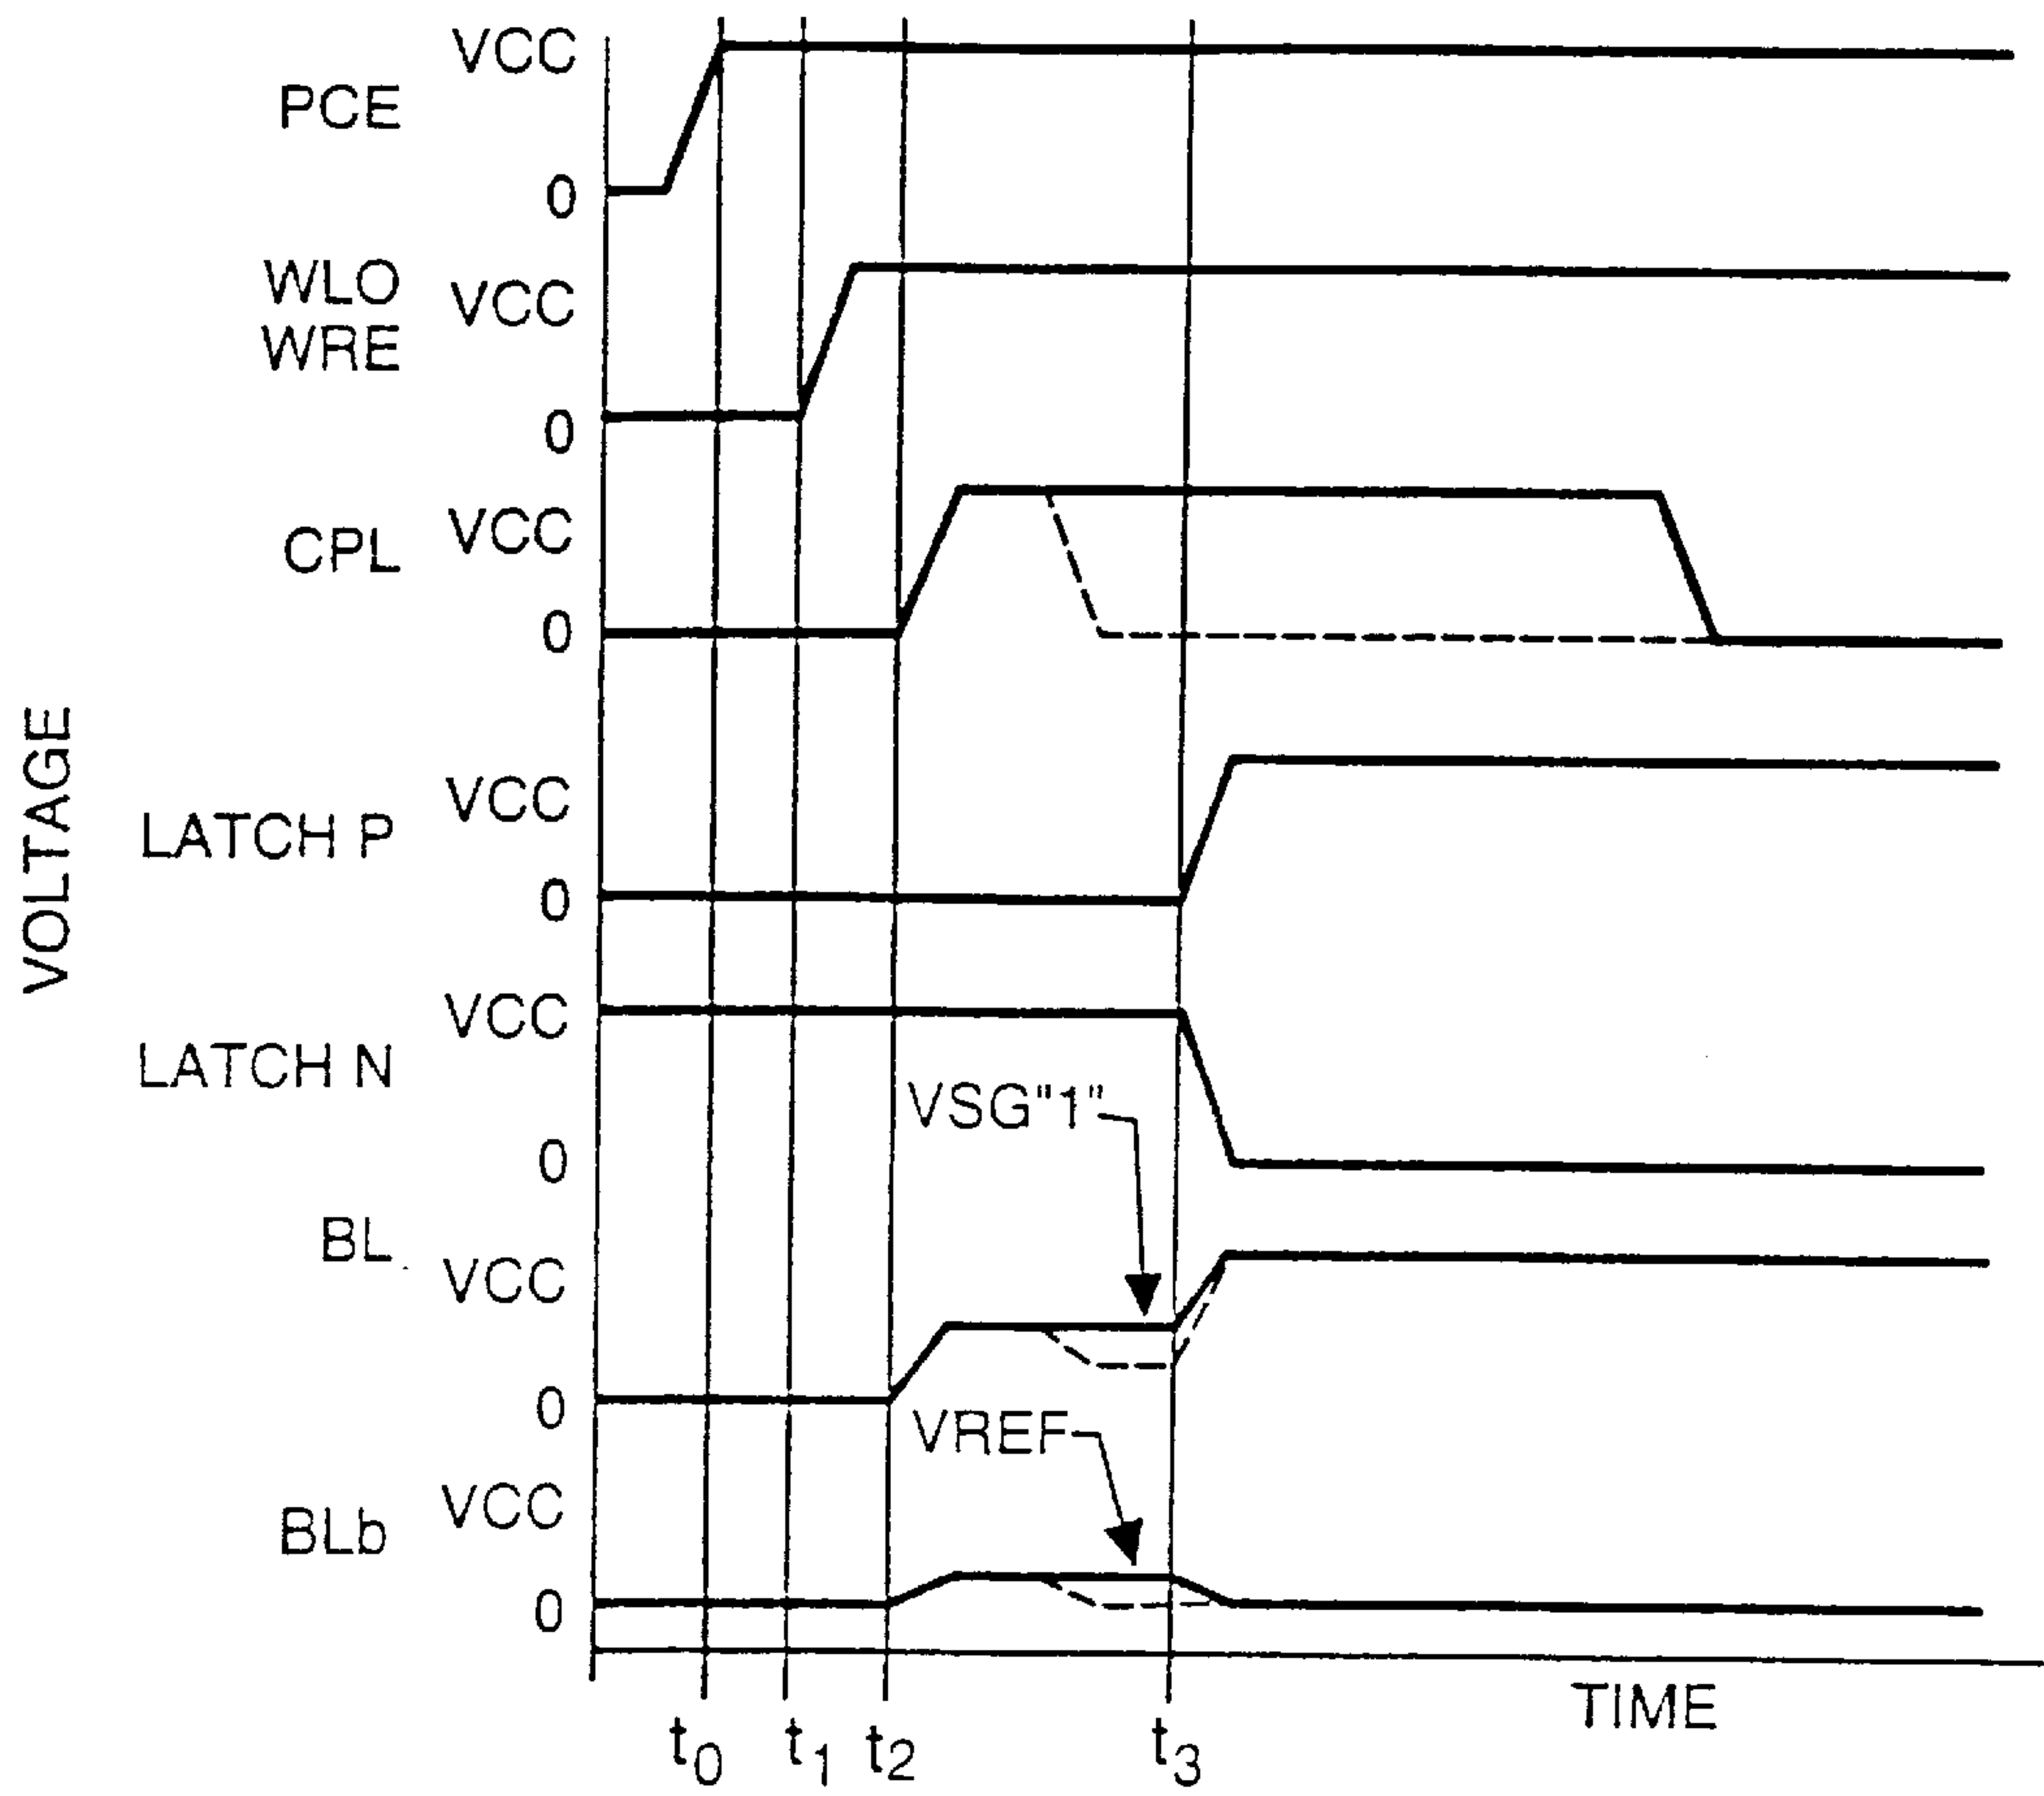 VCC
PCE
0
WLO
VCC
WRE
0
VCC
CPL
0
VOLTAGE
VCC
LATCH P
0
VCC
LATCH N
VSG"1"
0
BL
VCC
0
VREF
VCC
BLb
0
TIME
t0 t1 t2 t3